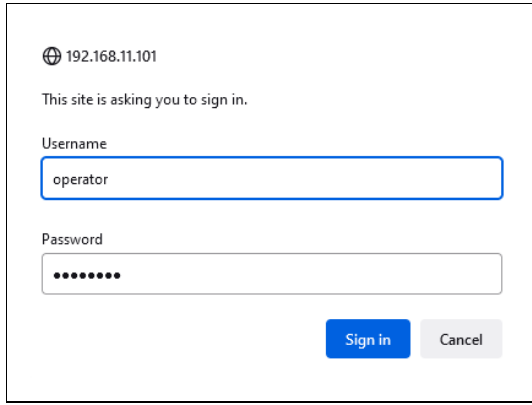 192.168.11.101
This site is asking you to sign in.
Username
operator
Password
••••••••
Sign in
Cancel